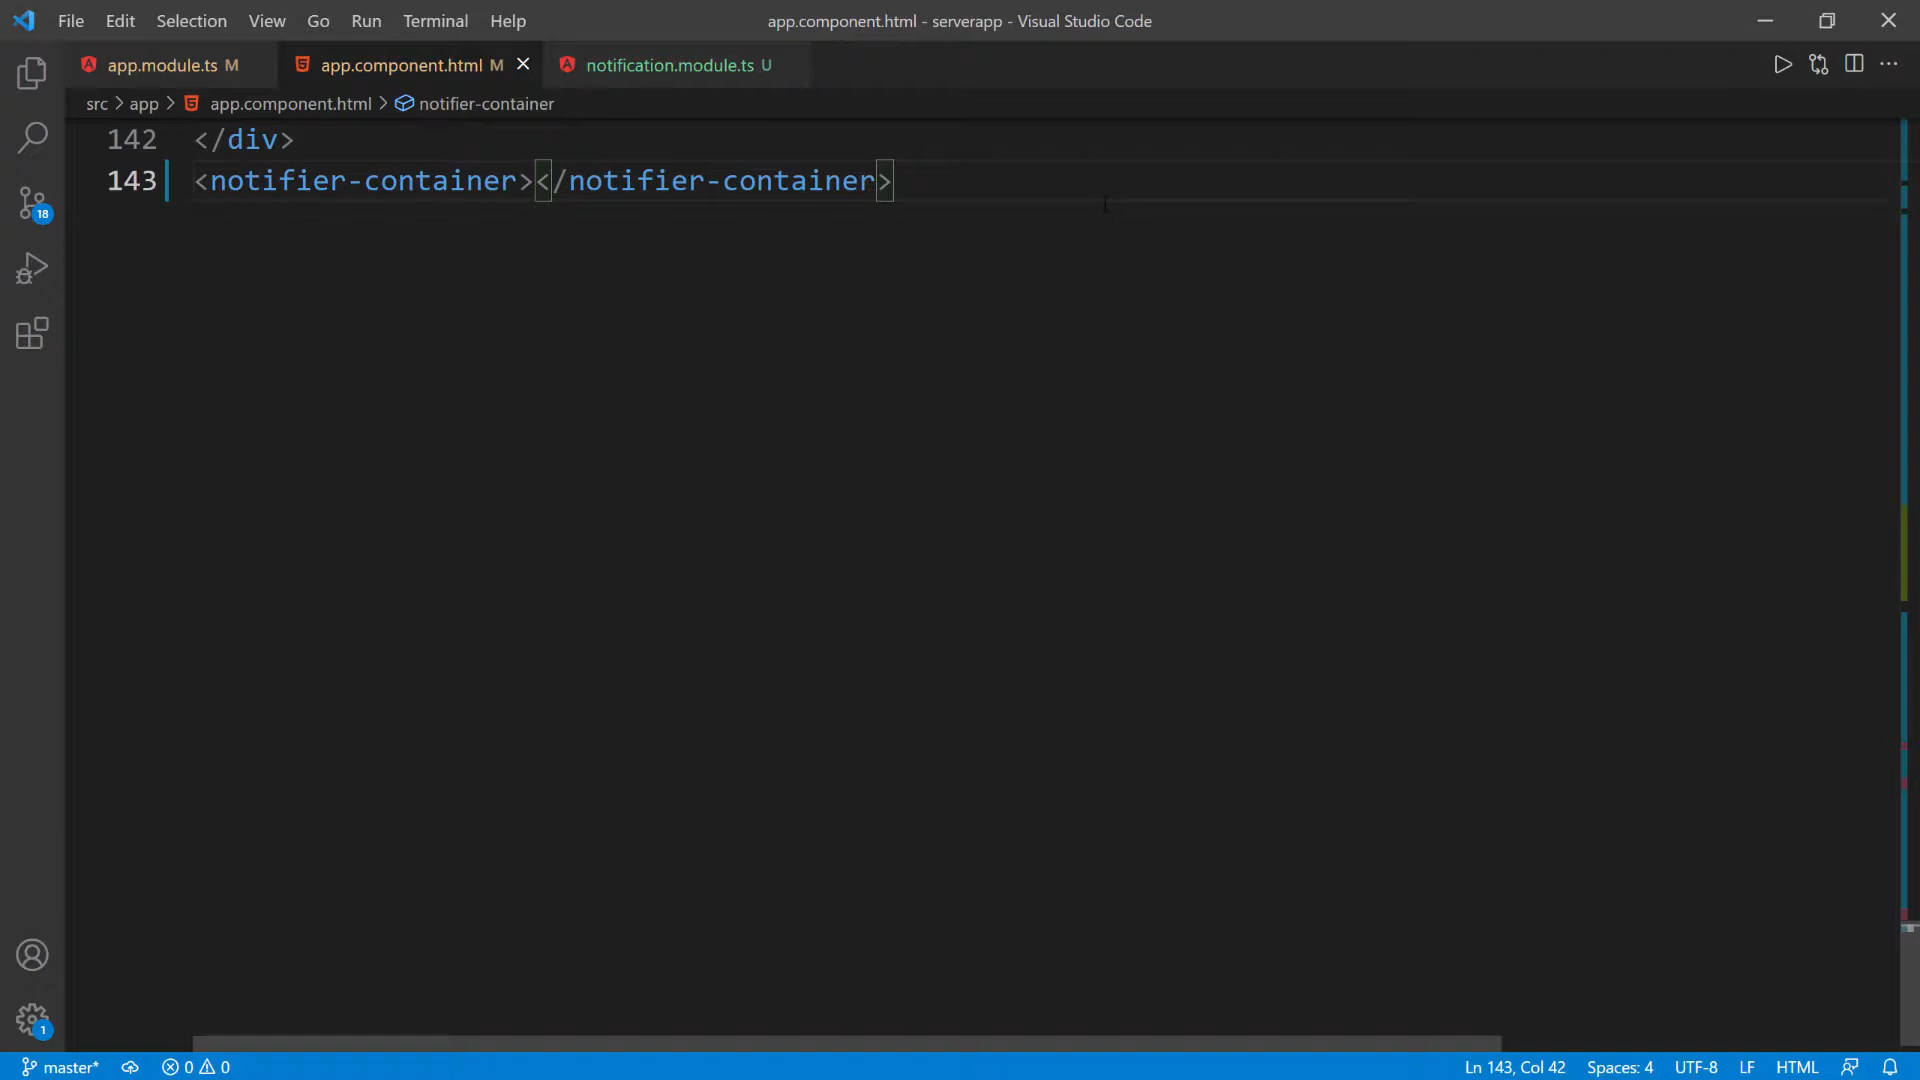 File Edit Selection View Go Run Terminal Help
app.component.html - serverapp - Visual Studio Code
app.module.ts M
app.component.html M
notification.module.ts U
src > app > app.component.html > notifier-container
142 </div>
143 <notifier-container></notifier-container>
18
1
master*
0 0
Ln 143, Col 42
Spaces: 4
UTF-8
LF
HTML